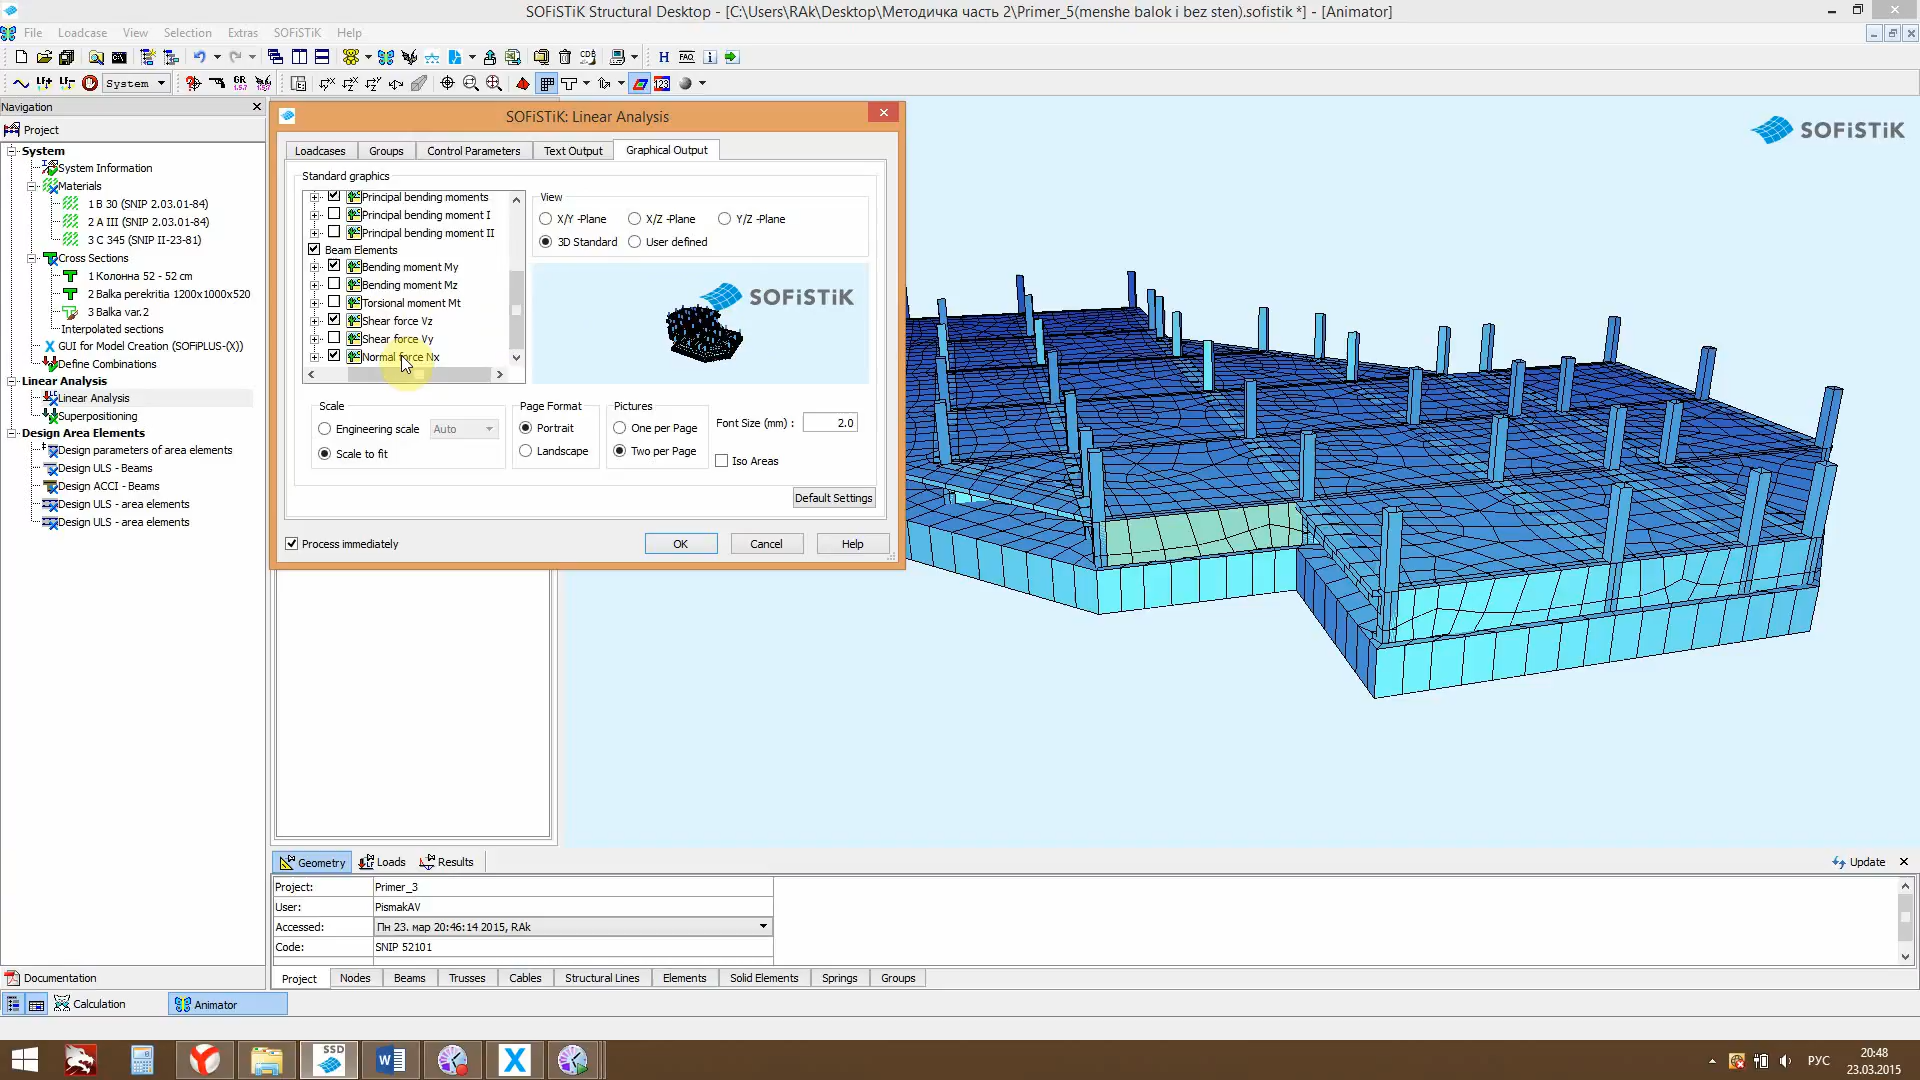 SOFiSTiK Structural Desktop - [C:\Users\RAk\Desktop\Методичка часть 2\Primer_5(menshe balok i bez sten).sofistik *] - [Animator]
File Loadcase View Selection Extras SOFiSTiK Help
System
Navigation
Project
System
System Information
Materials
1 B 30 (SNIP 2.03.01-84)
2 A III (SNIP 2.03.01-84)
3 C 345 (SNIP II-23-81)
Cross Sections
1 Колонна 52 - 52 cm
2 Balka perekritia 1200x1000x520
3 Balka var.2
Interpolated sections
GUI for Model Creation (SOFiPLUS-(X))
Define Combinations
Linear Analysis
Linear Analysis
Superpositioning
Design Area Elements
Design parameters of area elements
Design ULS - Beams
Design ACCI - Beams
Design ULS - area elements
Design ULS - area elements
SOFiSTiK: Linear Analysis
Loadcases Groups Control Parameters Text Output Graphical Output
Standard graphics
Principal bending moments
Principal bending moment I
Principal bending moment II
Beam Elements
Bending moment My
Bending moment Mz
Torsional moment Mt
Shear force Vz
Shear force Vy
Normal force Nx
View
X/Y -Plane X/Z -Plane Y/Z -Plane
3D Standard User defined
SOFiSTiK
Scale
Engineering scale Auto
Scale to fit
Page Format
Portrait
Landscape
Pictures
One per Page
Two per Page
Font Size (mm) : 2.0
Iso Areas
Default Settings
Process immediately
OK Cancel Help
SOFiSTiK
Geometry Loads Results
Update
Project: Primer_3
User: PismakAV
Accessed: Пн 23. мар 20:46:14 2015, RAk
Code: SNIP 52101
Project Nodes Beams Trusses Cables Structural Lines Elements Solid Elements Springs Groups
Documentation
Calculation
Animator
SSD
РУС
20:48
23.03.2015